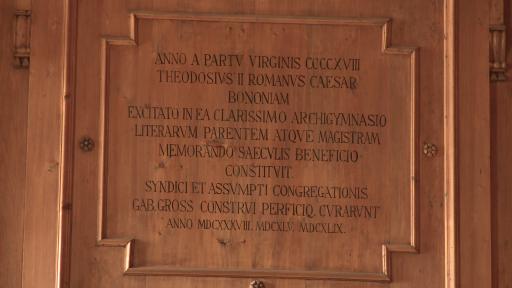 ANNO A PARTV VIRGINIS CCCCXVIII
THEODOSIVS II ROMANVS CAESAR
BONONIAM
EXCITATO IN EA CLARISSIMO ARCHIGYMNASIO
LITERARVM PARENTEM ATQVE MAGISTRAM
MEMORANDO SAECVLIS BENEFICIO
CONSTITVIT.
SYNDICI ET ASSVMPTI CONGREGATIONIS
GAB. GROSS CONSTRVI PERFICIQ. CVRARVNT
ANNO MDCXXXVIII. MDCXLV. MDCXLIX.